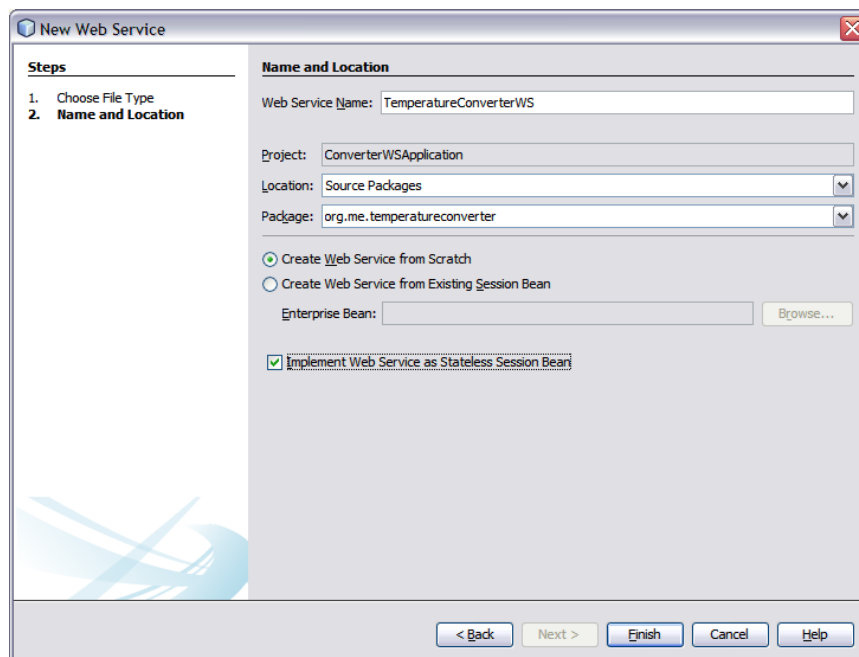 New Web Service
Steps
1. Choose File Type
2. Name and Location
Name and Location
Web Service Name: TemperatureConverterWS
Project: ConverterWSApplication
Location: Source Packages
Package: org.me.temperatureconverter
Create Web Service from Scratch
Create Web Service from Existing Session Bean
Enterprise Bean: Browse...
Implement Web Service as Stateless Session Bean
< Back Next > Finish Cancel Help